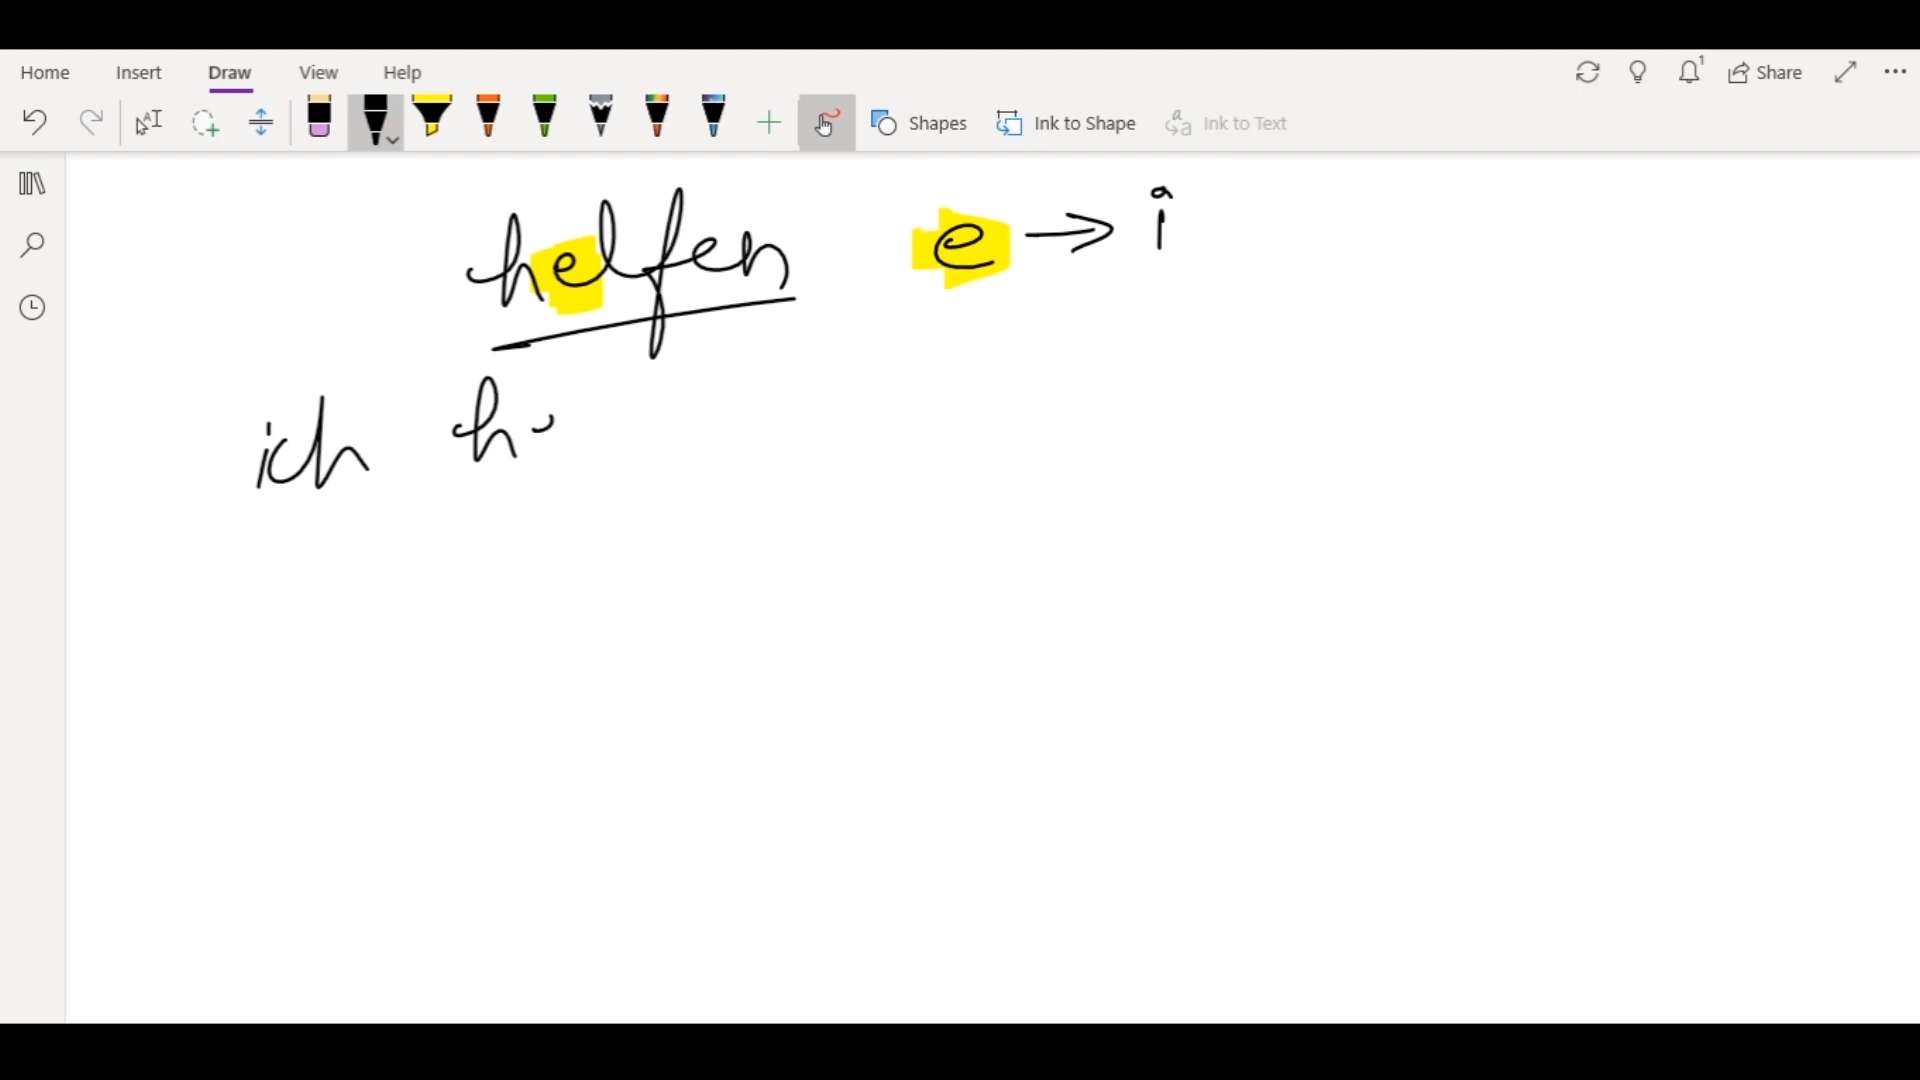 Home Insert Draw View Help Share
Shapes Ink to Shape Ink to Text
helfen e → i
ich h